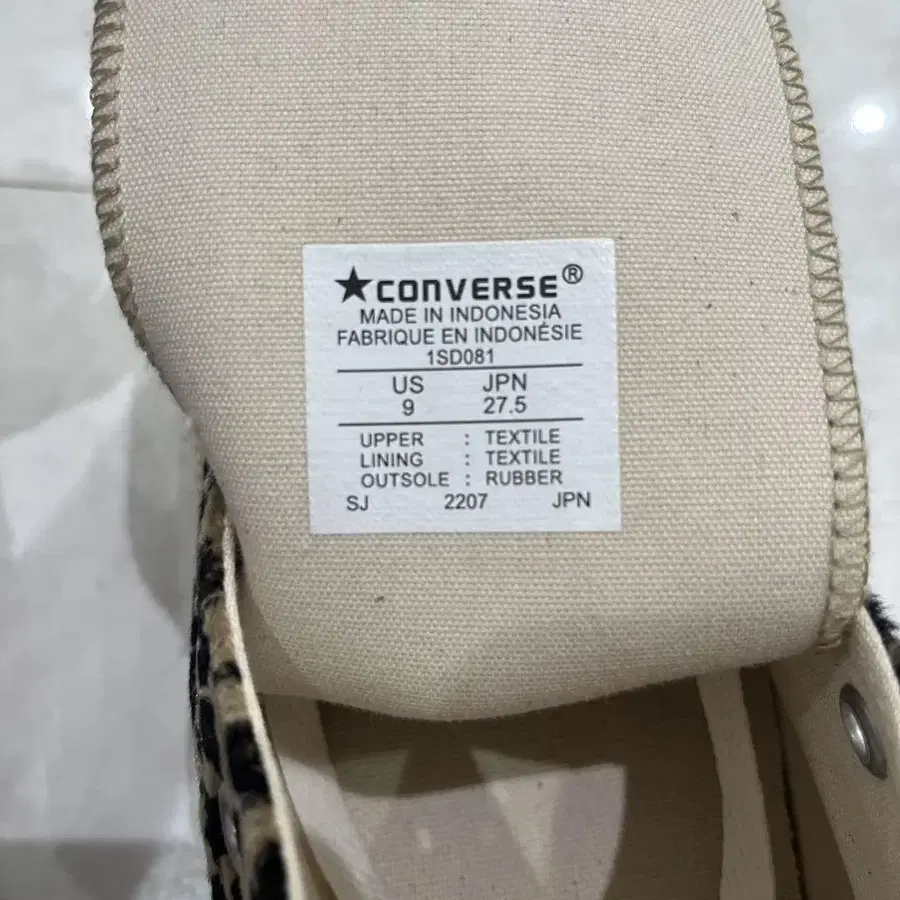 ★CONVERSE®
MADE IN INDONESIA
FABRIQUE EN INDONÉSIE
1SD081
US JPN
9 27.5
UPPER : TEXTILE
LINING : TEXTILE
OUTSOLE : RUBBER
SJ 2207 JPN